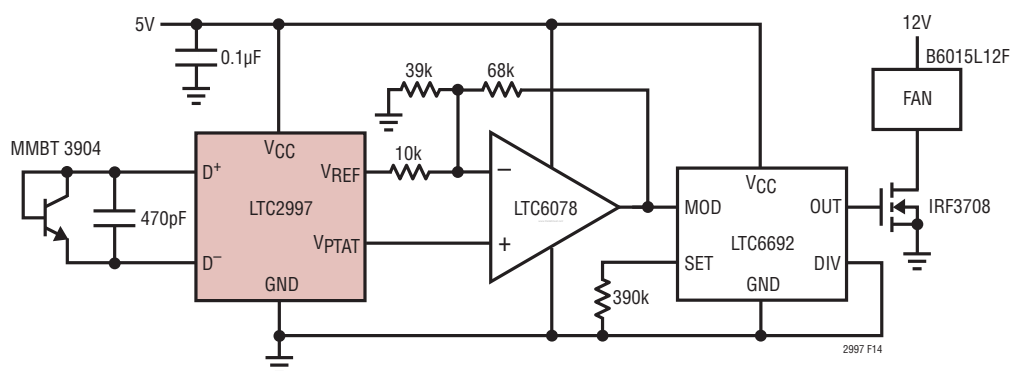 5V
0.1µF
12V
B6015L12F
FAN
39k
68k
MMBT 3904
470pF
D+
D–
VCC
LTC2997
VREF
VPTAT
GND
10k
–
LTC6078
+
VCC
MOD
OUT
LTC6692
SET
DIV
GND
390k
IRF3708
2997 F14